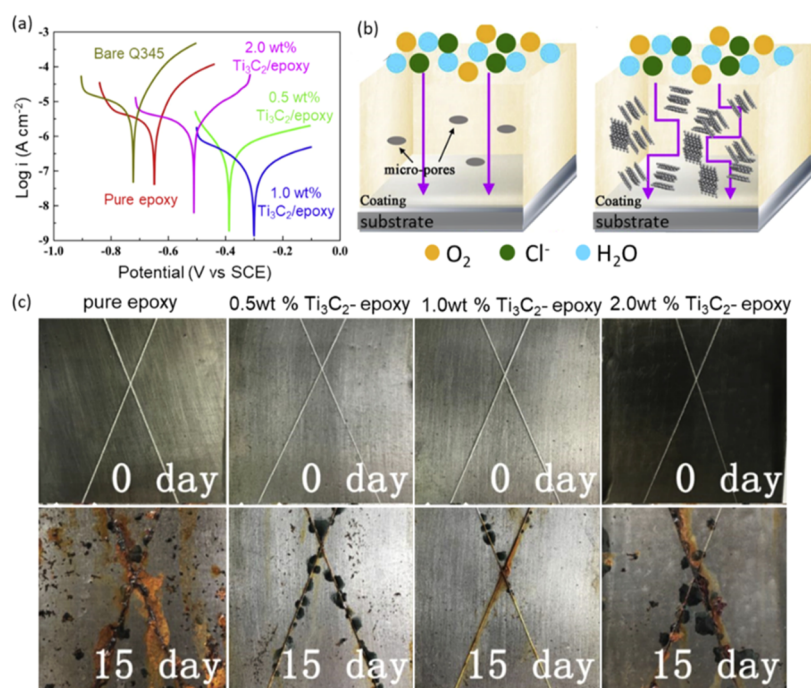 (a)
-3
-4
-5
-6
-7
-8
-9
Log i (A cm⁻²)
Bare Q345
2.0 wt%
Ti₃C₂/epoxy
0.5 wt%
Ti₃C₂/epoxy
Pure epoxy
1.0 wt%
Ti₃C₂/epoxy
-1.0 -0.8 -0.6 -0.4 -0.2 0.0
Potential (V vs SCE)
(b)
micro-pores
Coating
substrate
Coating
substrate
O₂ Cl⁻ H₂O
(c)
pure epoxy 0.5wt % Ti₃C₂- epoxy 1.0wt % Ti₃C₂- epoxy 2.0wt % Ti₃C₂- epoxy
0 day 0 day 0 day 0 day
15 day 15 day 15 day 15 day